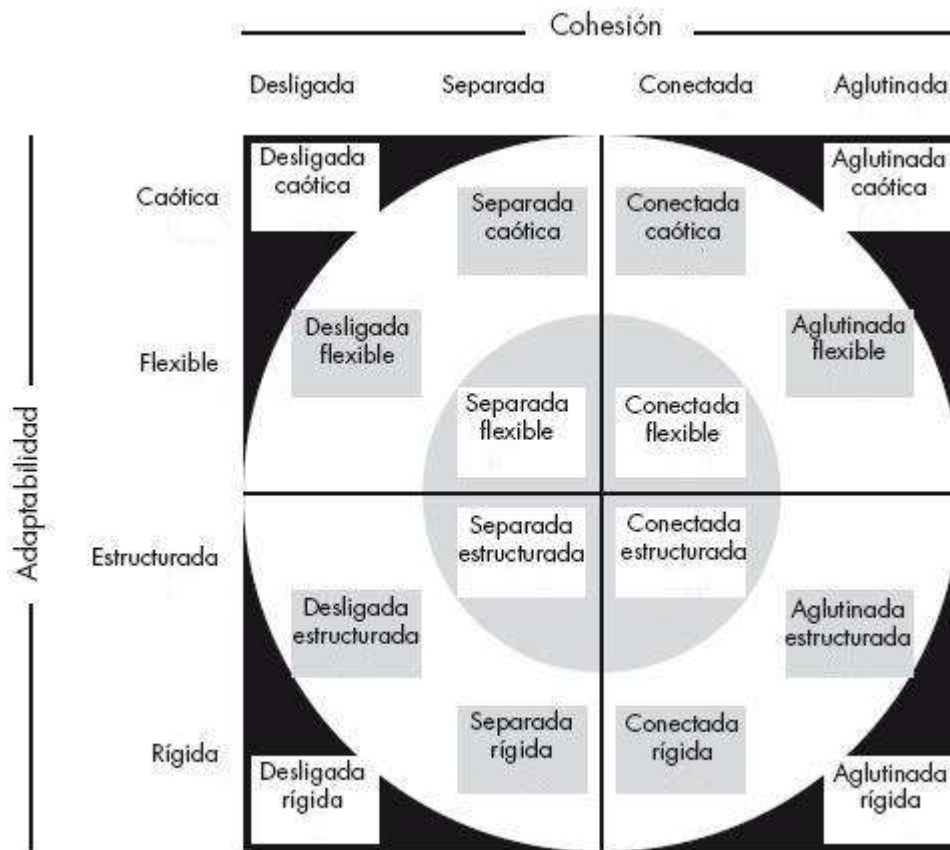 Cohesión
Desligada Separada Conectada Aglutinada
Adaptabilidad
Caótica
Desligada
caótica
Separada
caótica
Conectada
caótica
Aglutinada
caótica
Flexible
Desligada
flexible
Separada
flexible
Conectada
flexible
Aglutinada
flexible
Estructurada
Desligada
estructurada
Separada
estructurada
Conectada
estructurada
Aglutinada
estructurada
Rígida
Desligada
rígida
Separada
rígida
Conectada
rígida
Aglutinada
rígida